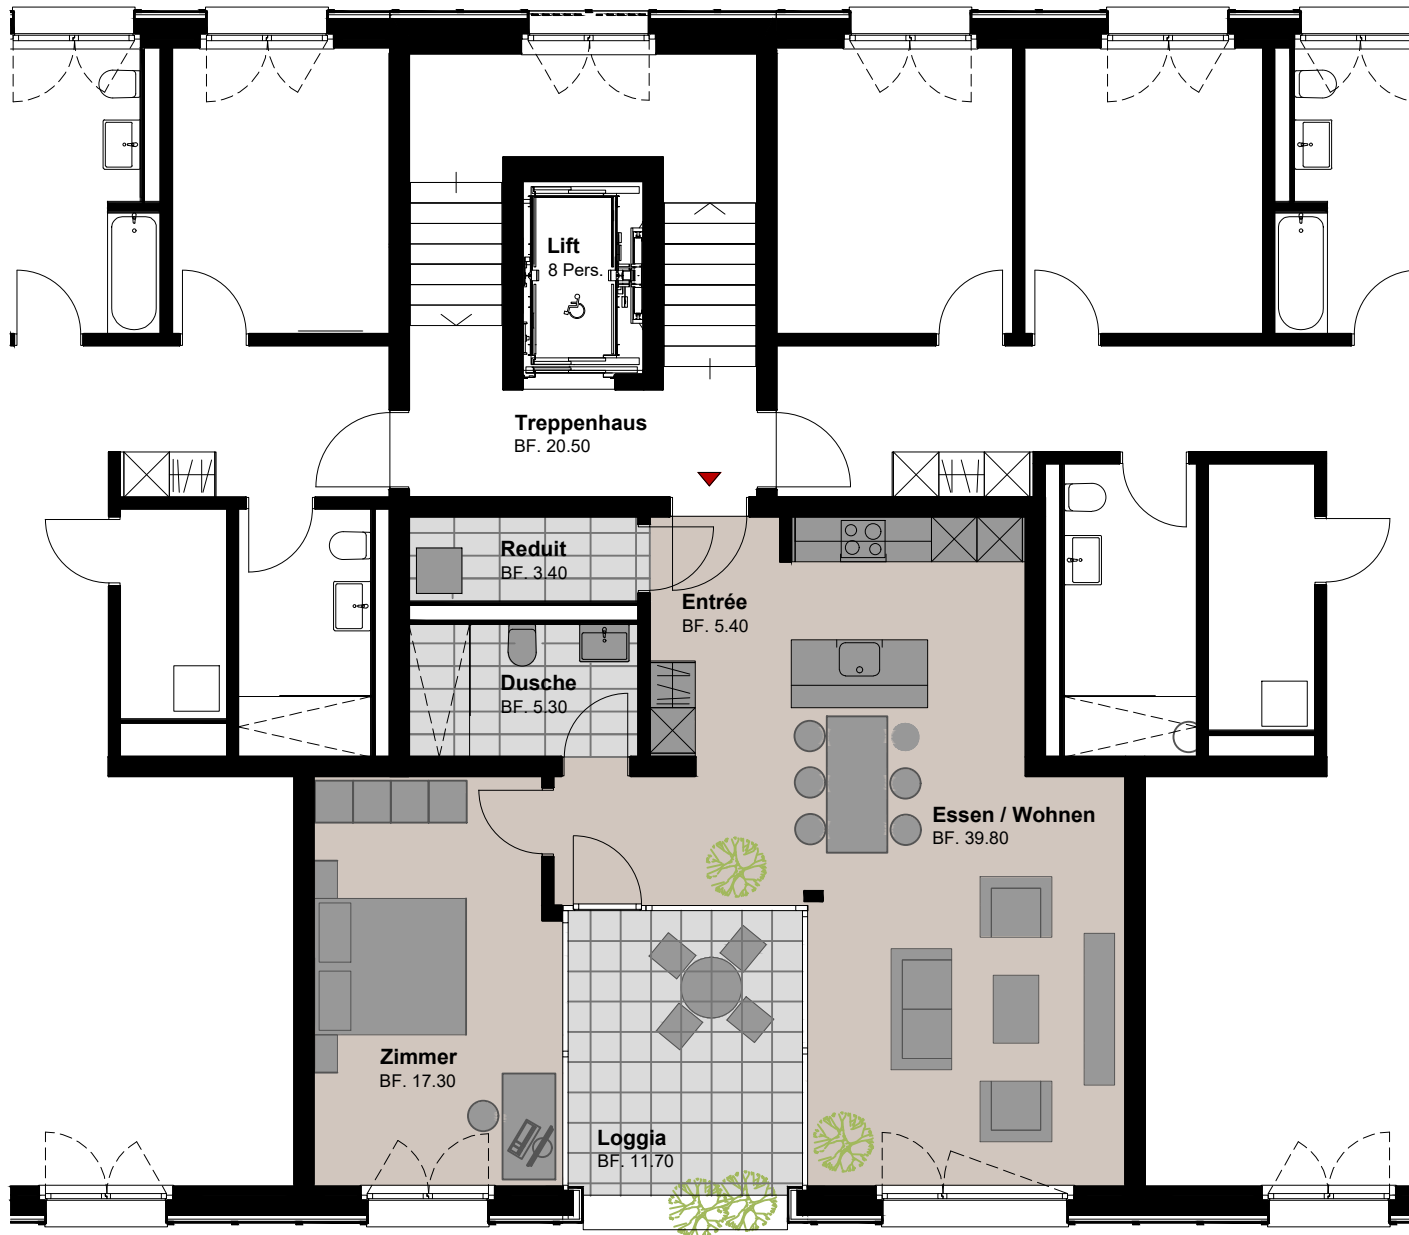 Lift
8 Pers.
Treppenhaus
BF. 20.50
Reduit
BF. 3.40
Entrée
BF. 5.40
Dusche
BF. 5.30
Essen / Wohnen
BF. 39.80
Zimmer
BF. 17.30
Loggia
BF. 11.70